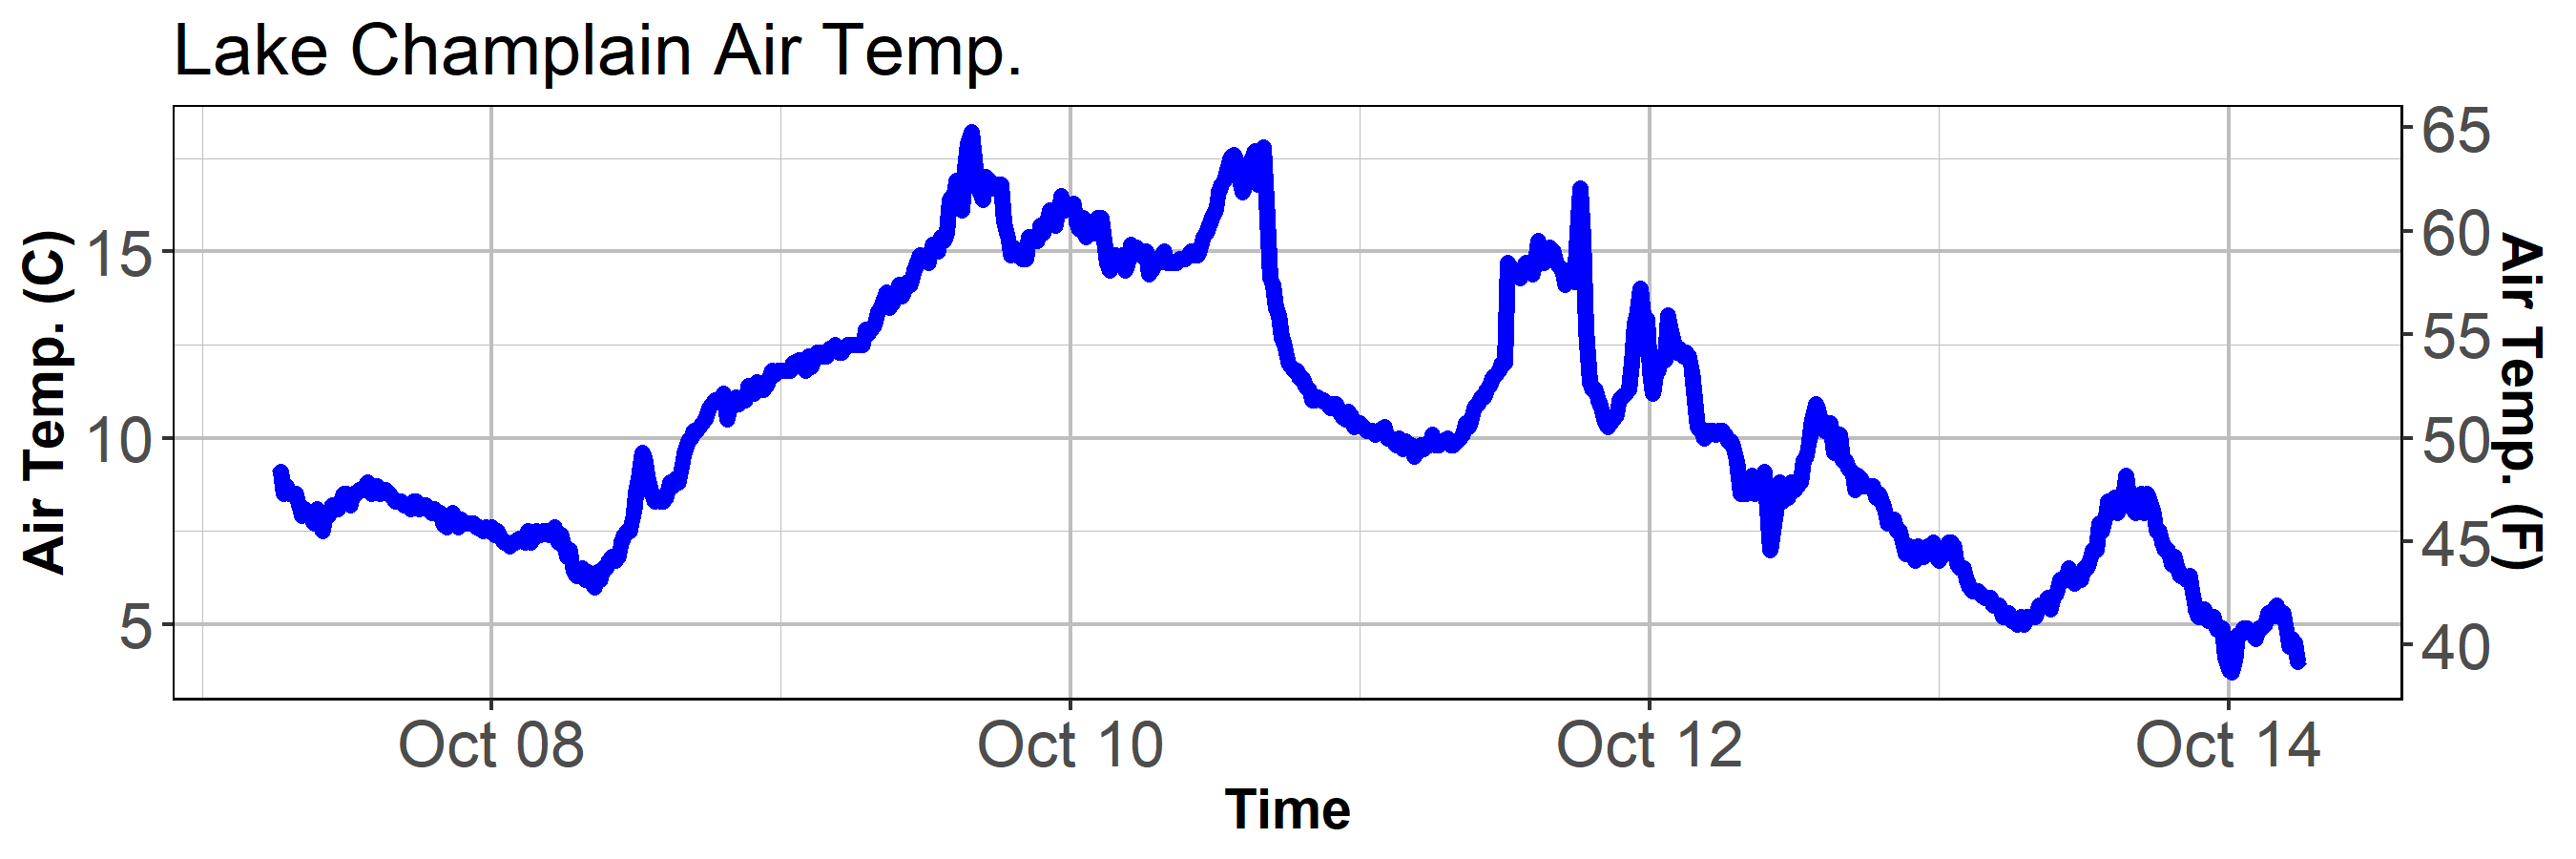 Lake Champlain Air Temp.
Air Temp. (C)
15
10
5
65
60
55
50
45
40
Air Temp. (F)
Oct 08 Oct 10 Oct 12 Oct 14
Time